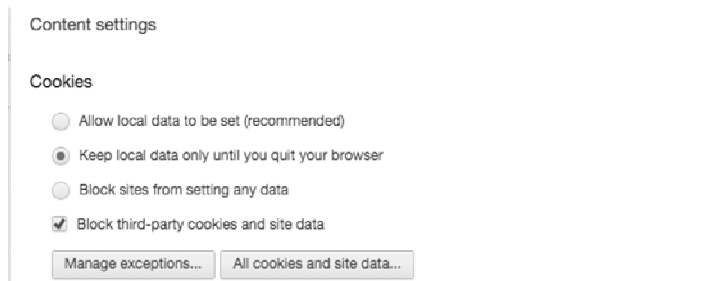 Content settings
Cookies
Allow local data to be set (recommended)
Keep local data only until you quit your browser
Block sites from setting any data
Block third-party cookies and site data
Manage exceptions... All cookies and site data...